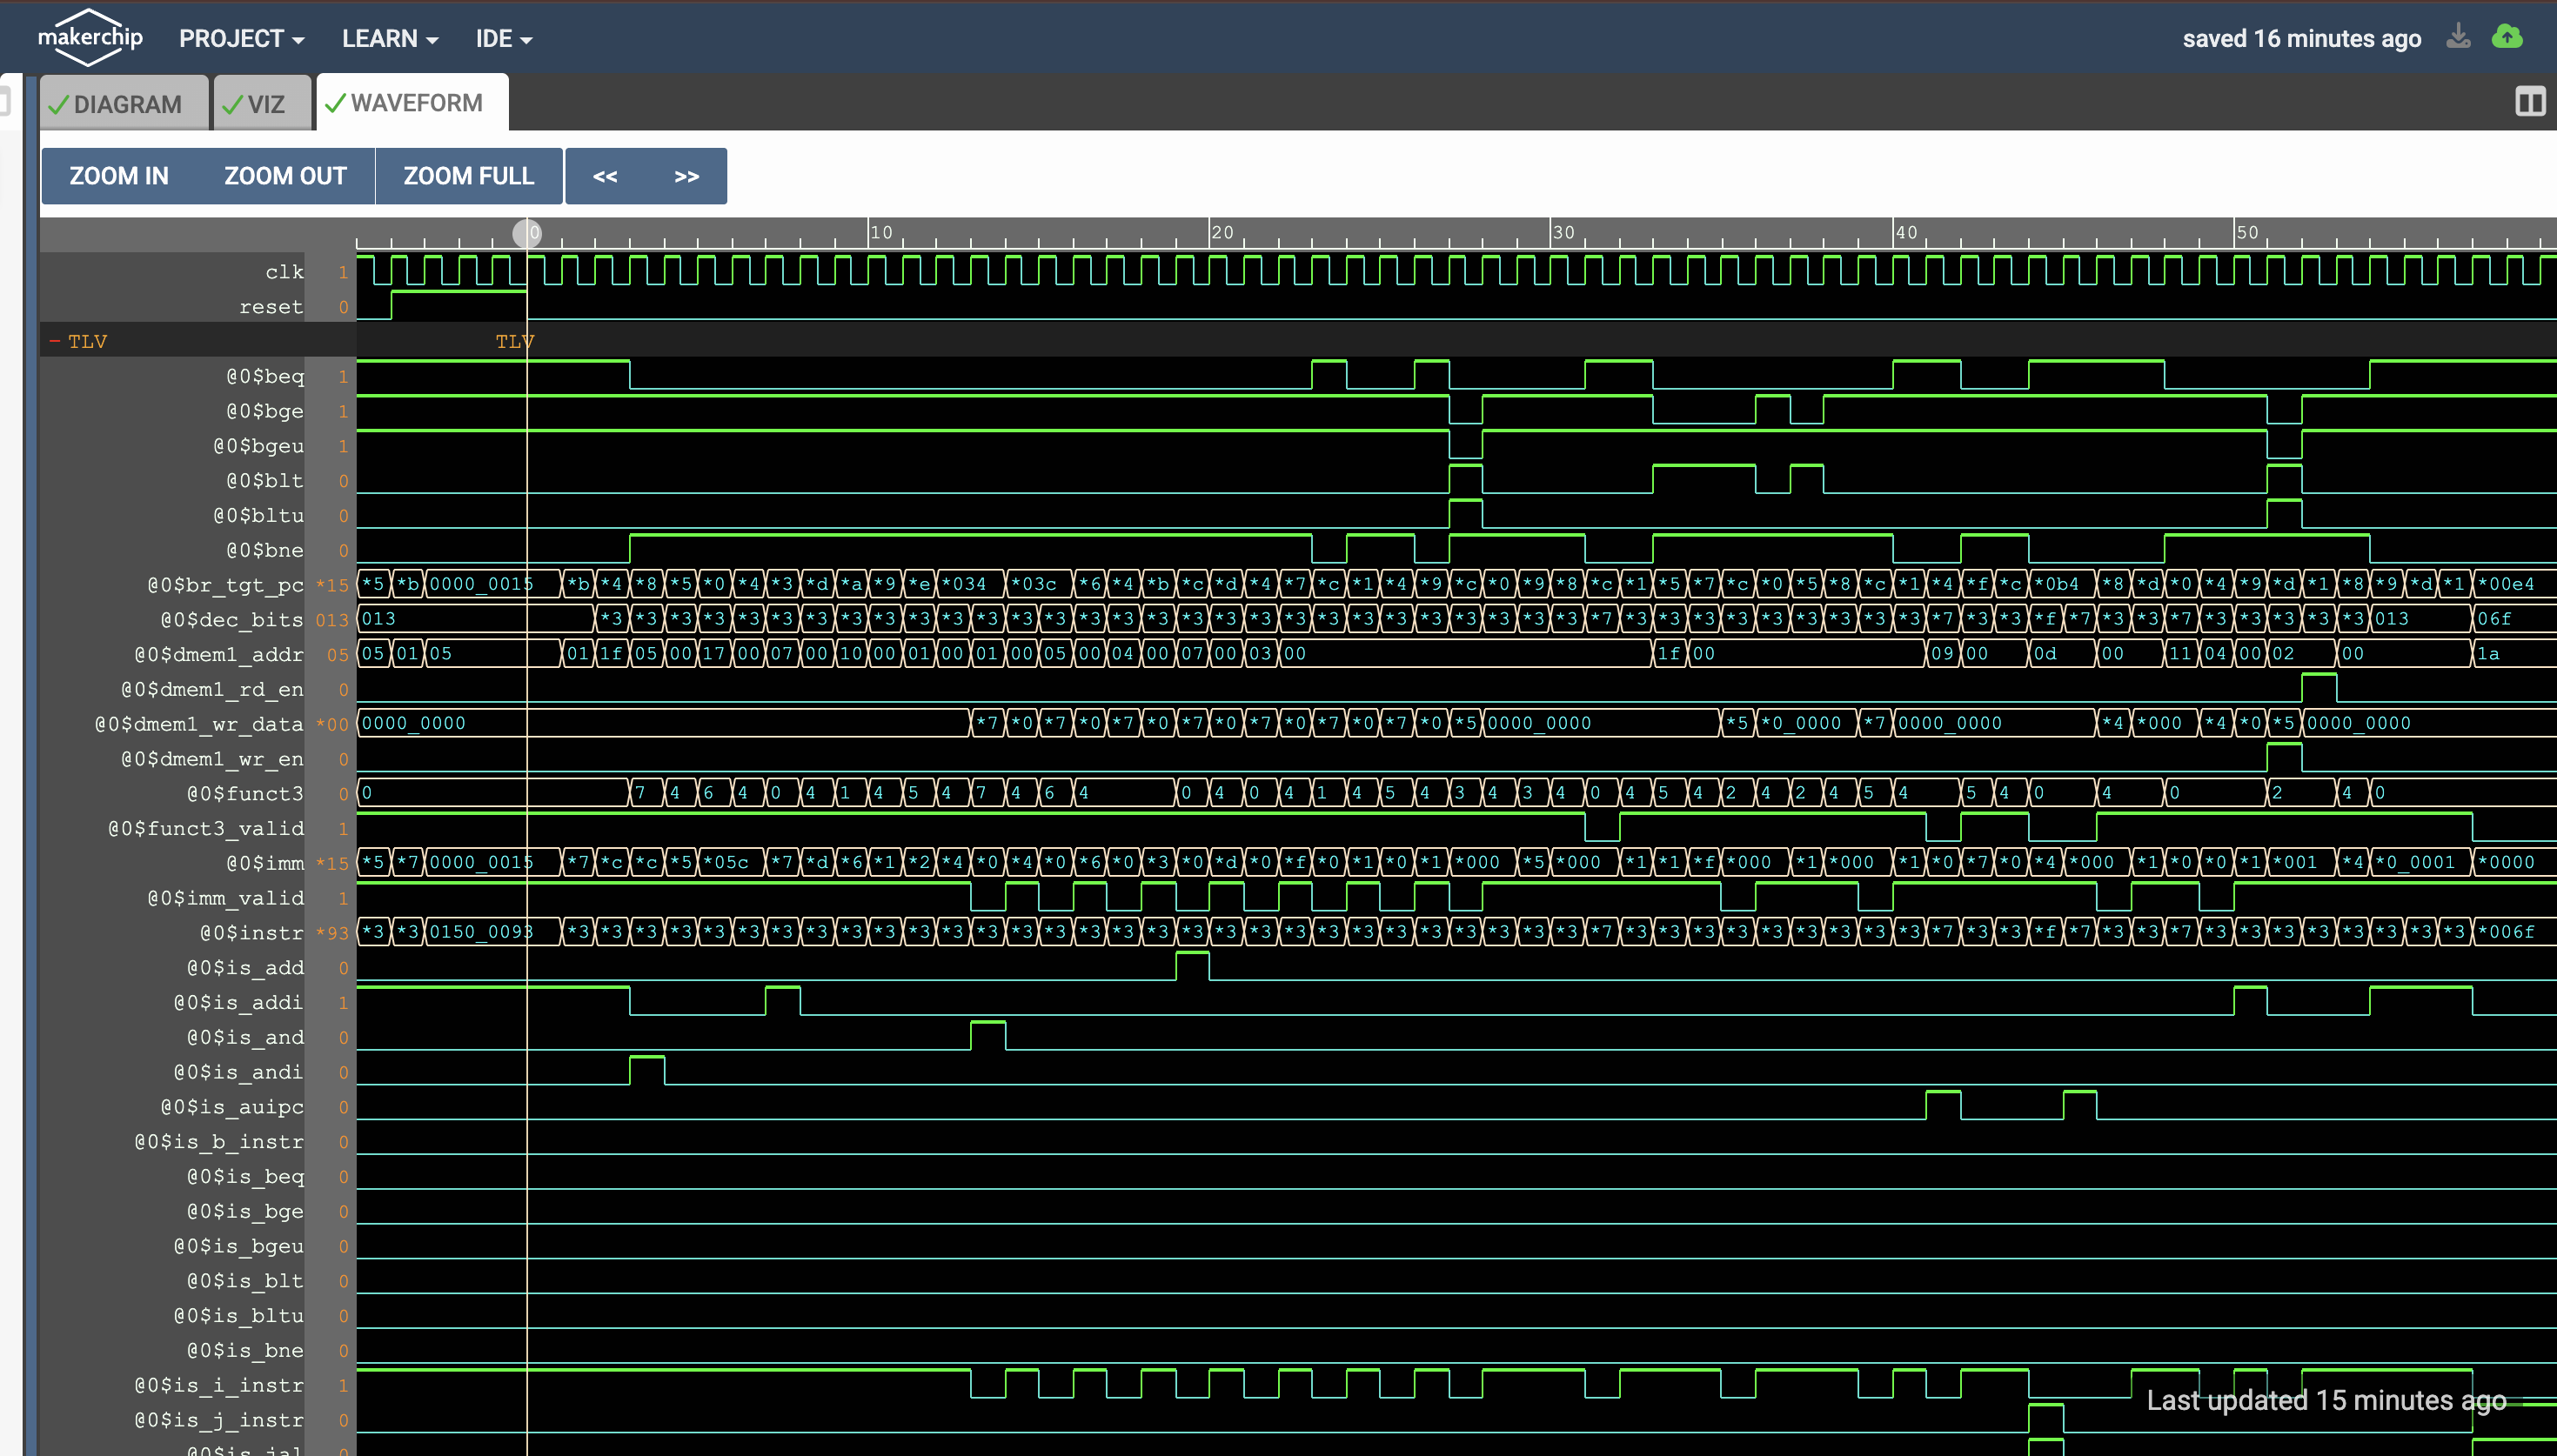 makerchip PROJECT LEARN IDE saved 16 minutes ago
DIAGRAM VIZ WAVEFORM
ZOOM IN ZOOM OUT ZOOM FULL << >>
0 10 20 30 40 50
clk 1
reset 0
− TLV TLV
@0$beq 1
@0$bge 1
@0$bgeu 1
@0$blt 0
@0$bltu 0
@0$bne 0
@0$br_tgt_pc *15 *5 *b 0000_0015 *b *4 *8 *5 *0 *4 *3 *d *a *9 *e *034 *03c *6 *4 *b *c *d *4 *7 *c *1 *4 *9 *c *0 *9 *8 *c *1 *5 *7 *c *0 *5 *8 *c *1 *4 *f *c *0b4 *8 *d *0 *4 *9 *d *1 *8 *9 *d *1 *00e4
@0$dec_bits 013 013 *3 *3 *3 *3 *3 *3 *3 *3 *3 *3 *3 *3 *3 *3 *3 *3 *3 *3 *3 *3 *3 *3 *3 *3 *3 *3 *3 *3 *3 *7 *3 *3 *3 *3 *3 *3 *3 *3 *3 *7 *3 *3 *f *7 *3 *3 *7 *3 *3 *3 *3 *3 013 06f
@0$dmem1_addr 05 05 01 05 01 1f 05 00 17 00 07 00 10 00 01 00 01 00 05 00 04 00 07 00 03 00 1f 00 09 00 0d 00 11 04 00 02 00 1a
@0$dmem1_rd_en 0
@0$dmem1_wr_data *00 0000_0000 *7 *0 *7 *0 *7 *0 *7 *0 *7 *0 *7 *0 *7 *0 *5 0000_0000 *5 *0_0000 *7 0000_0000 *4 *000 *4 *0 *5 0000_0000
@0$dmem1_wr_en 0
@0$funct3 0 0 7 4 6 4 0 4 1 4 5 4 7 4 6 4 0 4 0 4 1 4 5 4 3 4 3 4 0 4 5 4 2 4 2 4 5 4 5 4 0 4 0 2 4 0
@0$funct3_valid 1
@0$imm *15 *5 *7 0000_0015 *7 *c *c *5 *05c *7 *d *6 *1 *2 *4 *0 *4 *0 *6 *0 *3 *0 *d *0 *f *0 *1 *0 *1 *000 *5 *000 *1 *1 *f *000 *1 *000 *1 *0 *7 *0 *4 *000 *1 *0 *0 *1 *001 *4 *0_0001 *0000
@0$imm_valid 1
@0$instr *93 *3 *3 0150_0093 *3 *3 *3 *3 *3 *3 *3 *3 *3 *3 *3 *3 *3 *3 *3 *3 *3 *3 *3 *3 *3 *3 *3 *3 *3 *3 *3 *3 *3 *3 *7 *3 *3 *3 *3 *3 *3 *3 *3 *3 *7 *3 *3 *f *7 *3 *3 *7 *3 *3 *3 *3 *3 *3 *3 *3 *006f
@0$is_add 0
@0$is_addi 1
@0$is_and 0
@0$is_andi 0
@0$is_auipc 0
@0$is_b_instr 0
@0$is_beq 0
@0$is_bge 0
@0$is_bgeu 0
@0$is_blt 0
@0$is_bltu 0
@0$is_bne 0
@0$is_i_instr 1
Last updated 15 minutes ago
@0$is_j_instr 0
@0$is_jal 0